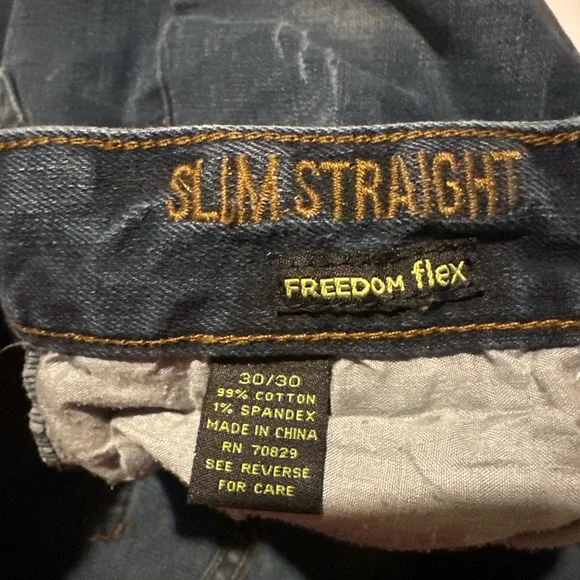 SLIM STRAIGHT
FREEDOM flex
30/30
99% COTTON
1% SPANDEX
MADE IN CHINA
RN 70829
SEE REVERSE
FOR CARE